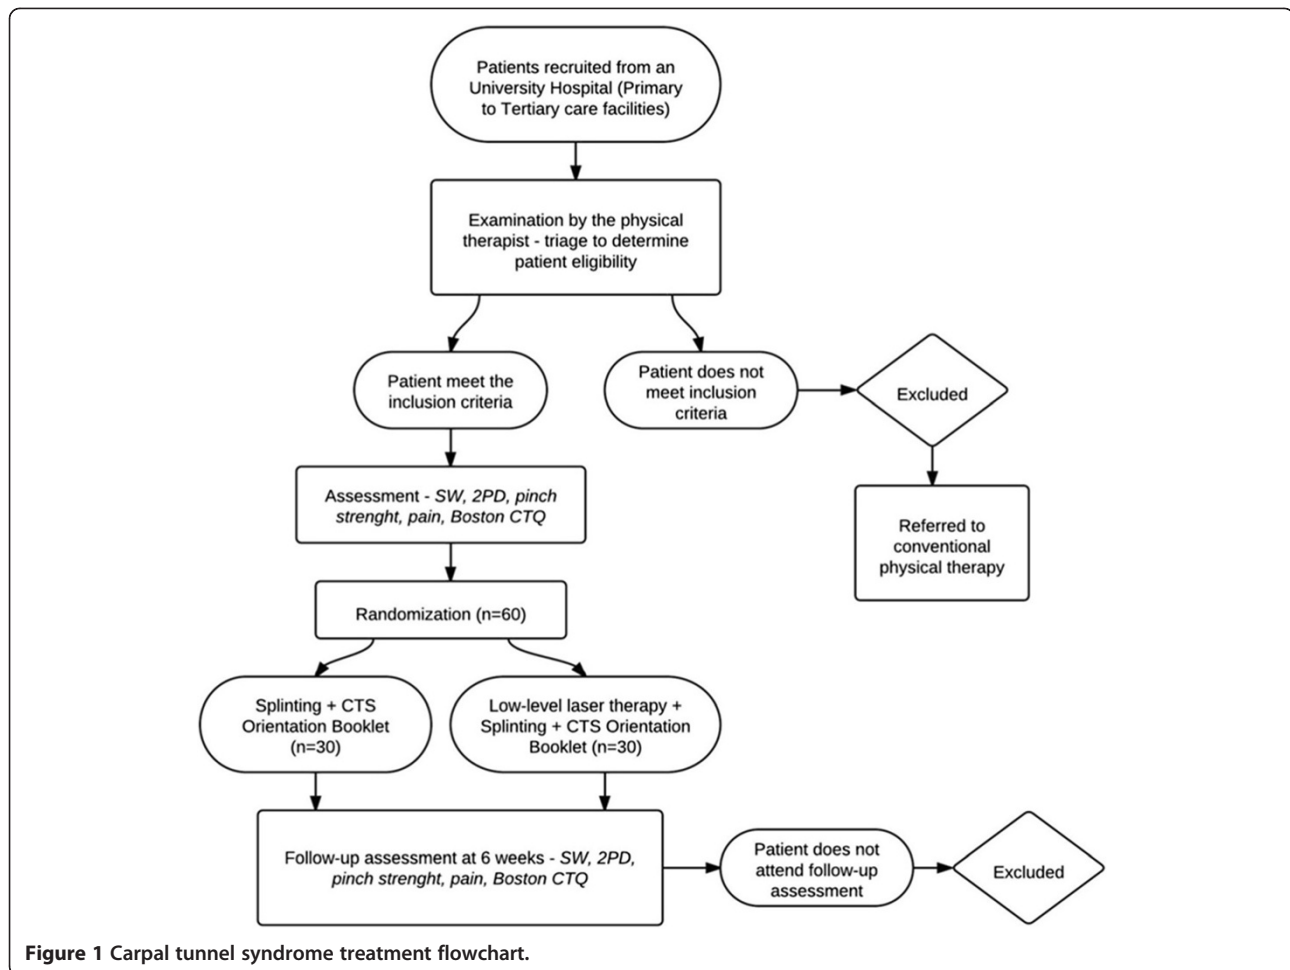 Patients recruited from an
University Hospital (Primary
to Tertiary care facilities)
Examination by the physical
therapist - triage to determine
patient eligibility
Patient meet the
inclusion criteria
Patient does not
meet inclusion
criteria
Excluded
Assessment - SW, 2PD, pinch
strenght, pain, Boston CTQ
Referred to
conventional
physical therapy
Randomization (n=60)
Splinting + CTS
Orientation Booklet
(n=30)
Low-level laser therapy +
Splinting + CTS Orientation
Booklet (n=30)
Follow-up assessment at 6 weeks - SW, 2PD,
pinch strenght, pain, Boston CTQ
Patient does not
attend follow-up
assessment
Excluded
Figure 1 Carpal tunnel syndrome treatment flowchart.